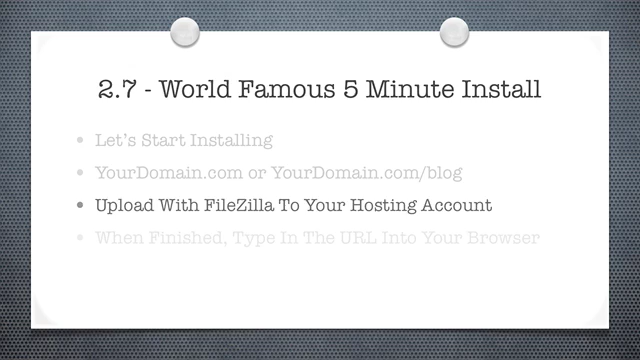 2.7 - World Famous 5 Minute Install
• Let's Start Installing
• YourDomain.com or YourDomain.com/blog
• Upload With FileZilla To Your Hosting Account
• When Finished, Type In The URL Into Your Browser